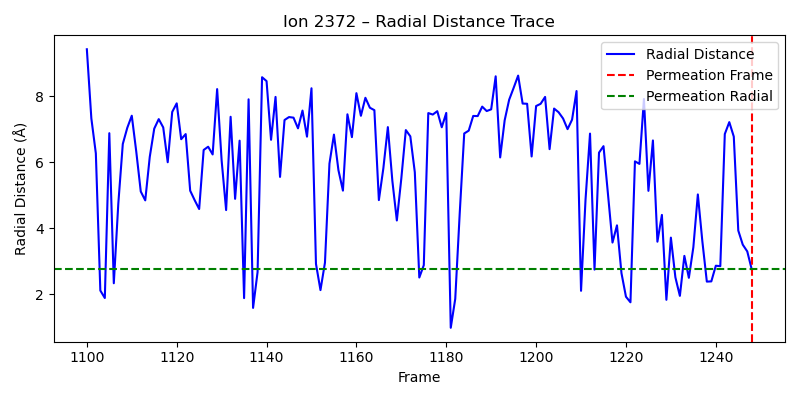 Ion 2372 – Radial Distance Trace
Radial Distance
Permeation Frame
Permeation Radial
Radial Distance (Å)
8
6
4
2
1100 1120 1140 1160 1180 1200 1220 1240
Frame